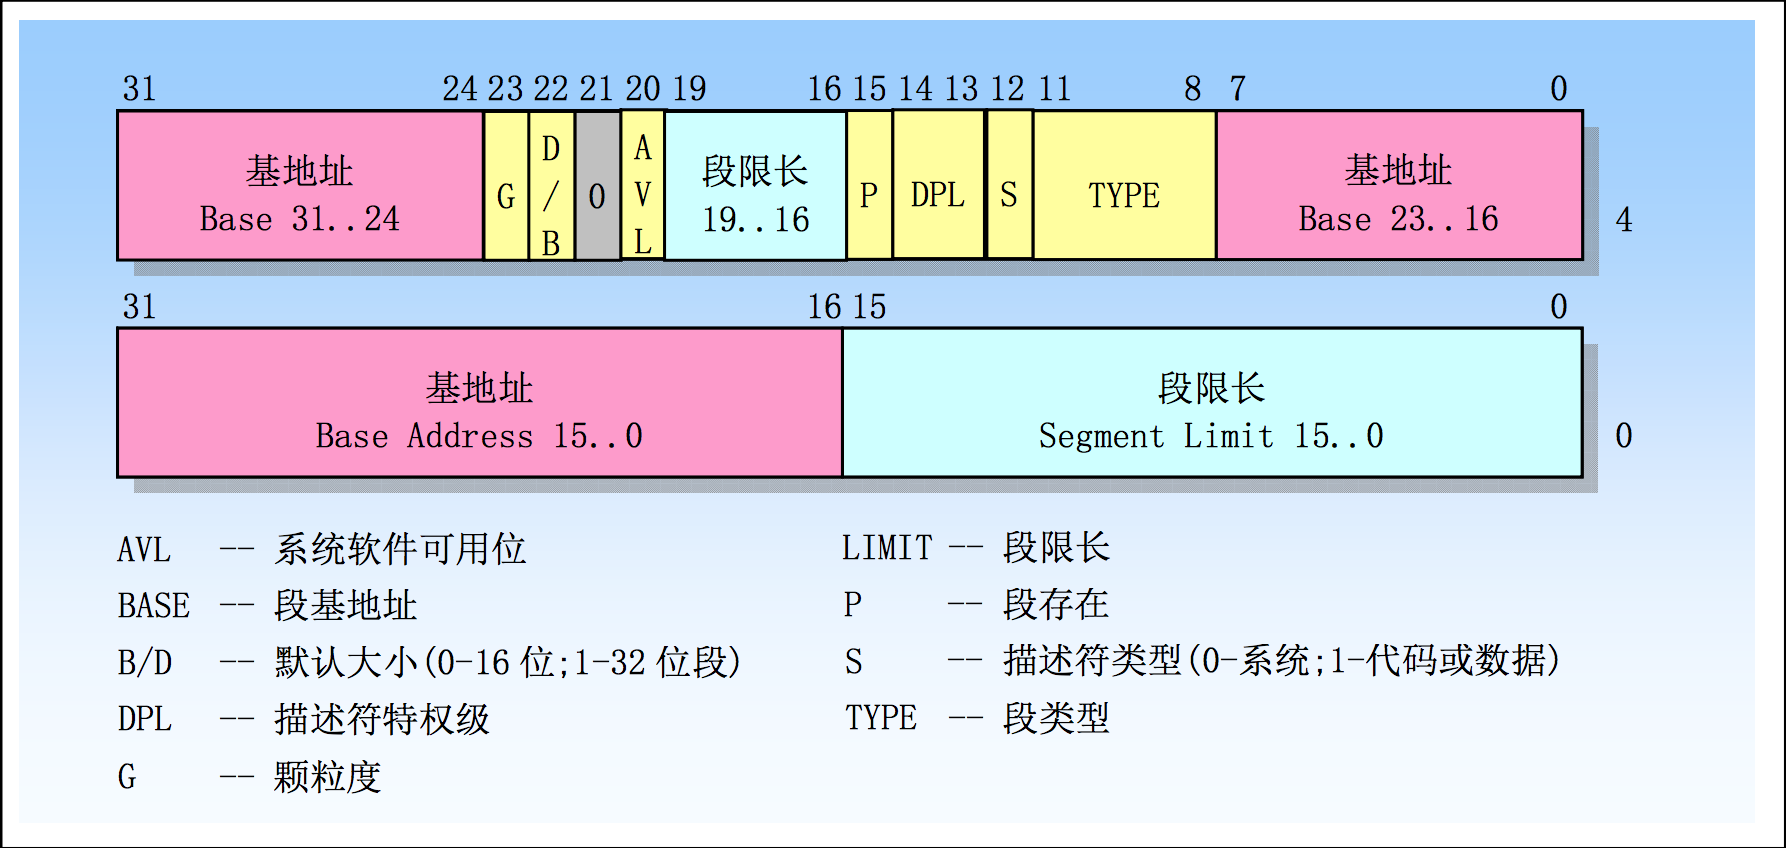 31 24 23 22 21 20 19 16 15 14 13 12 11 8 7 0
基地址 Base 31..24 G D/B 0 AVL 段限长 19..16 P DPL S TYPE 基地址 Base 23..16 4
31 16 15 0
基地址 段限长
Base Address 15..0 Segment Limit 15..0 0
AVL -- 系统软件可用位
BASE -- 段基地址
B/D -- 默认大小(0-16 位;1-32 位段)
DPL -- 描述符特权级
G -- 颗粒度
LIMIT -- 段限长
P -- 段存在
S -- 描述符类型(0-系统;1-代码或数据)
TYPE -- 段类型